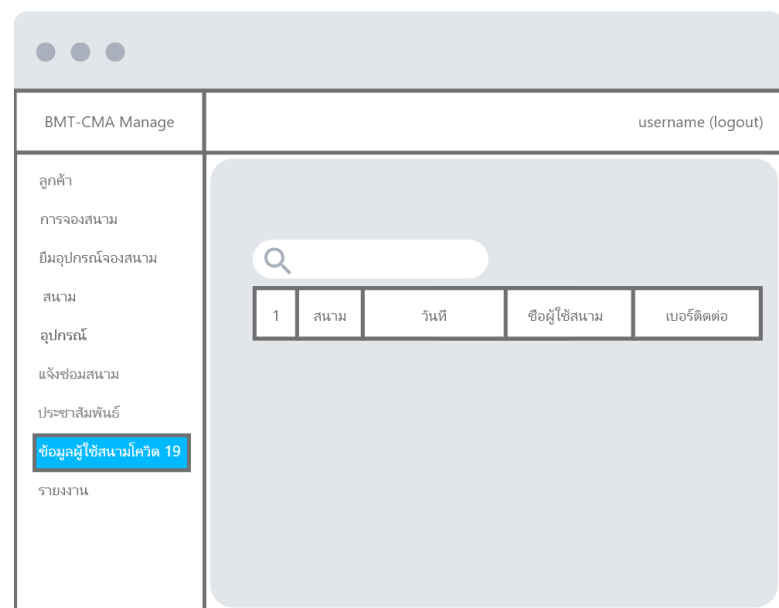 BMT-CMA Manage
username (logout)
ลูกค้า
การจองสนาม
ยืมอุปกรณ์จองสนาม
สนาม
อุปกรณ์
แจ้งซ่อมสนาม
ประชาสัมพันธ์
ข้อมูลผู้ใช้สนามโควิด 19
รายงงาน
1 สนาม วันที่ ชือผู้ใช้สนาม เบอร์ติดต่อ